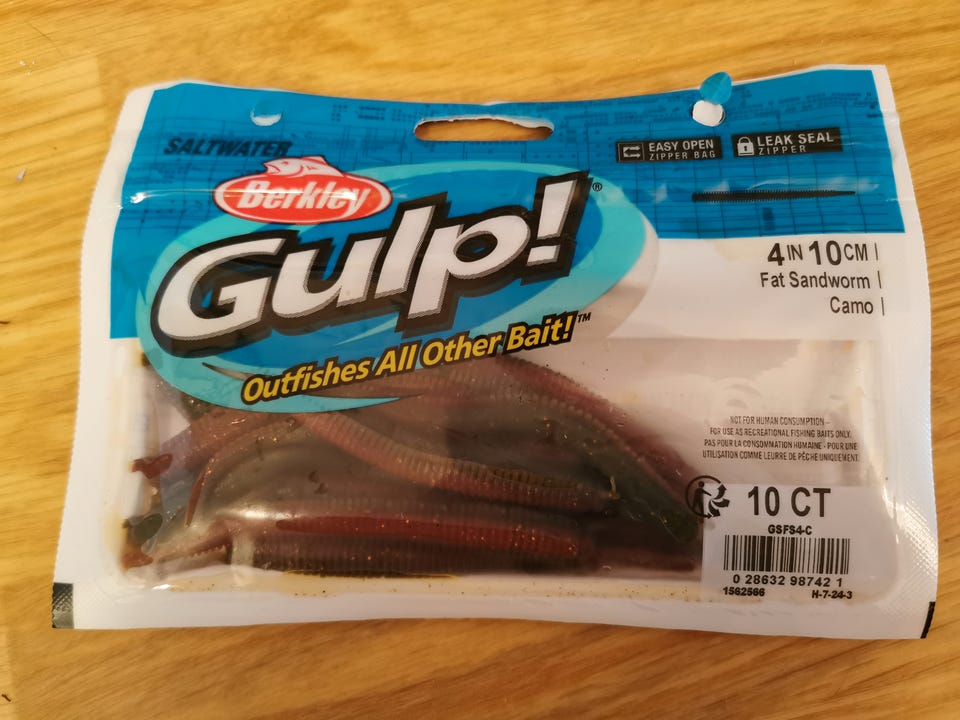 SALTWATER
Berkley
Gulp!®
Outfishes All Other Bait!™
EASY OPEN
ZIPPER BAG
LEAK SEAL
ZIPPER
4 IN 10 CM
Fat Sandworm
Camo
NOT FOR HUMAN CONSUMPTION –
FOR USE AS RECREATIONAL FISHING BAITS ONLY.
PAS POUR LA CONSOMMATION HUMAINE - POUR UNE
UTILISATION COMME LEURRE DE PÊCHE UNIQUEMENT.
10 CT
GSFS4-C
0 28632 98742 1
1562566 H-7-24-3